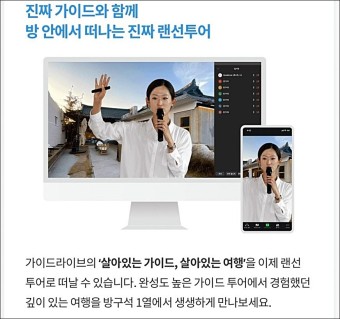 진짜 가이드와 함께
방 안에서 떠나는 진짜 랜선투어
가이드라이브의 '살아있는 가이드, 살아있는 여행'을 이제 랜선
투어로 떠날 수 있습니다. 완성도 높은 가이드 투어에서 경험했던
깊이 있는 여행을 방구석 1열에서 생생하게 만나보세요.